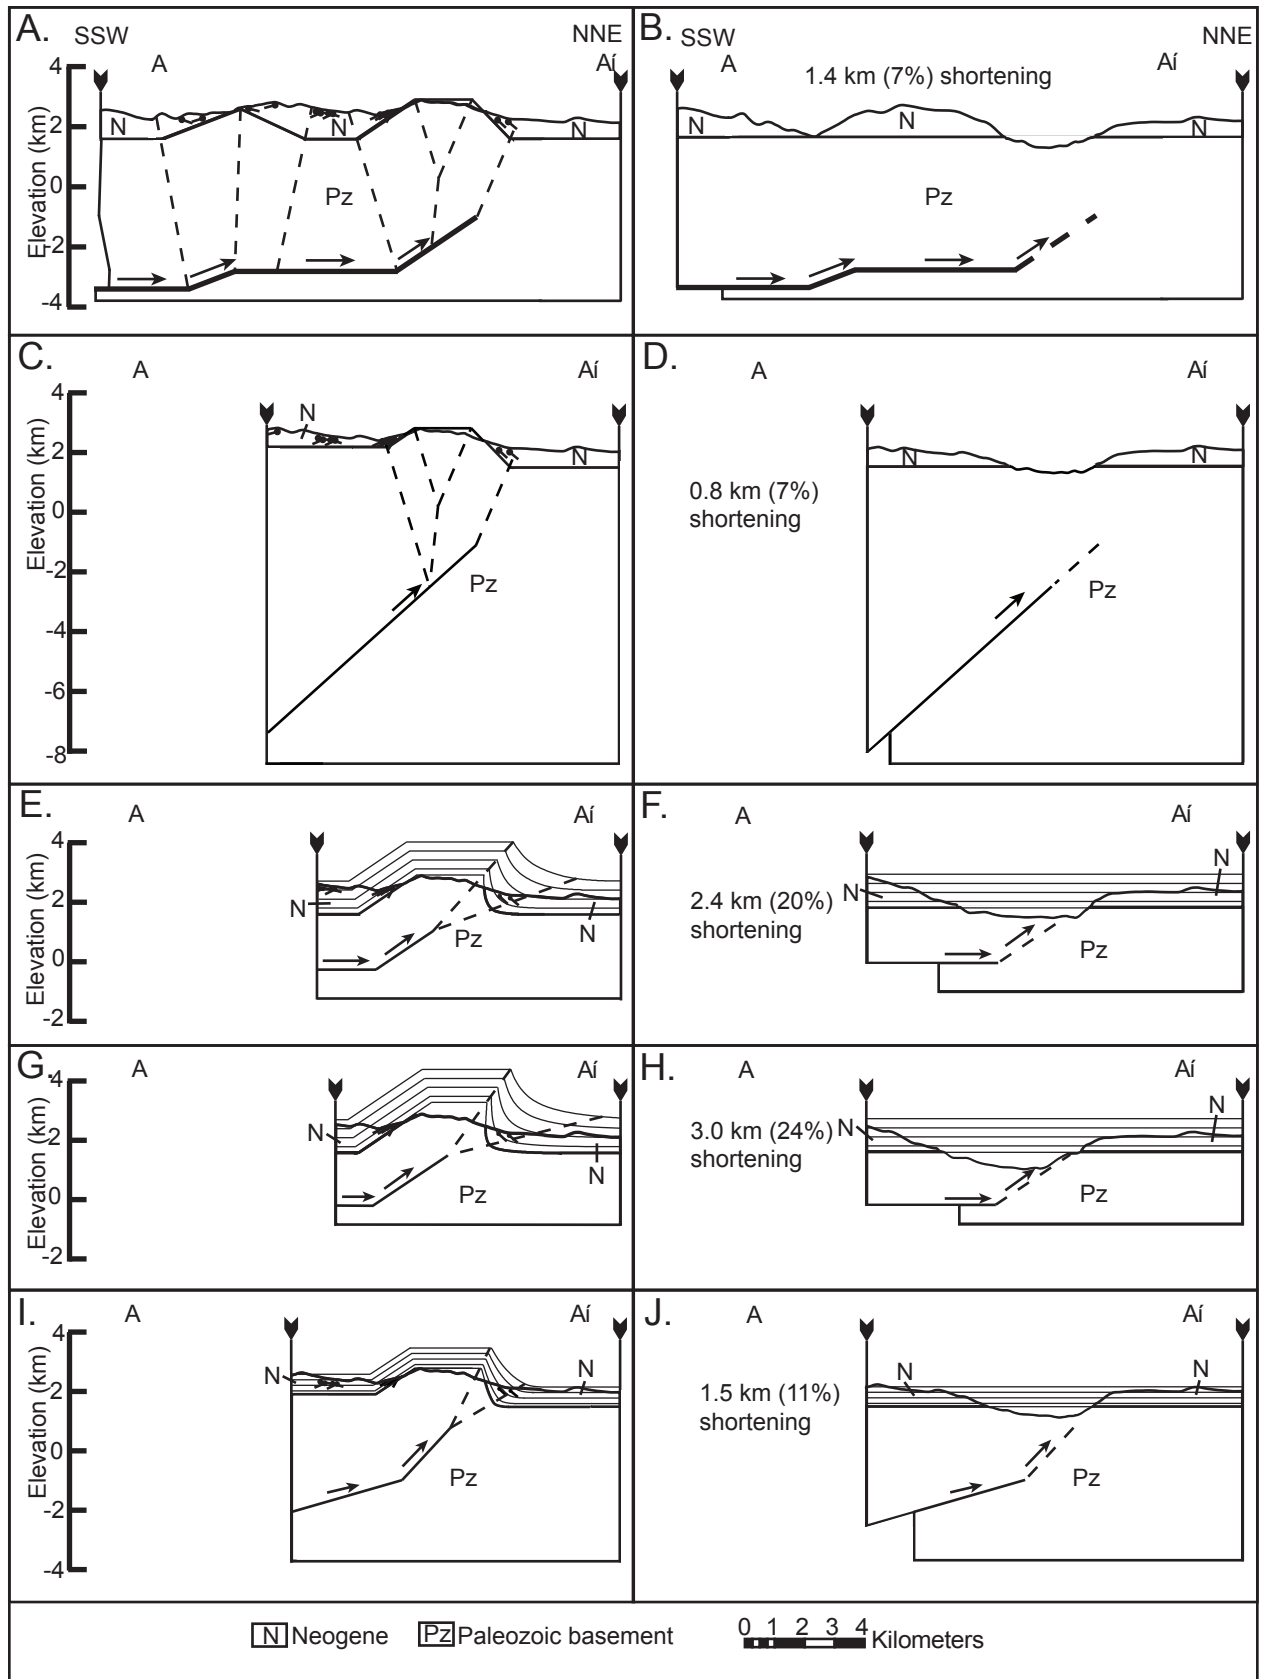 A. SSW NNE
A Aí
4
2
0
-2
-4
Elevation (km)
N N N
Pz
B. SSW NNE
A Aí
1.4 km (7%) shortening
N N N
Pz
C.
A Aí
4
2
0
-2
-4
-6
-8
Elevation (km)
N
N
Pz
D.
A Aí
N N
0.8 km (7%)
shortening
Pz
E.
A Aí
4
2
0
-2
Elevation (km)
N
N
Pz
F.
A Aí
N
N
2.4 km (20%)
shortening
Pz
G.
A Aí
4
2
0
-2
Elevation (km)
N
N
Pz
H.
A Aí
N
N
3.0 km (24%)
shortening
Pz
I.
A Aí
4
2
0
-2
-4
Elevation (km)
N N
Pz
J.
A Aí
N N
1.5 km (11%)
shortening
Pz
N Neogene Pz Paleozoic basement 0 1 2 3 4 Kilometers